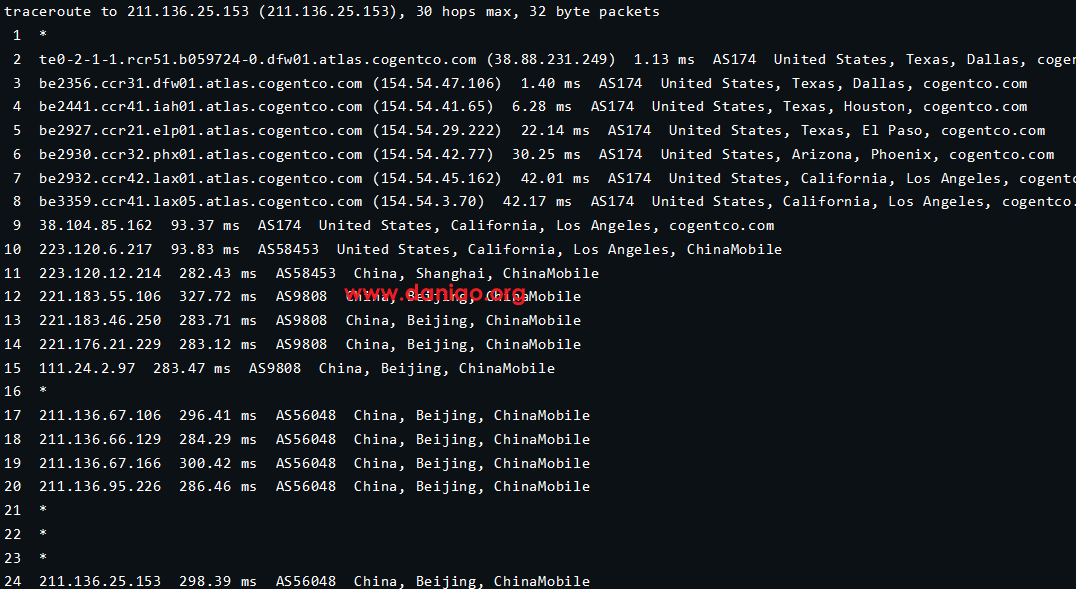 traceroute to 211.136.25.153 (211.136.25.153), 30 hops max, 32 byte packets
1 *
2 te0-2-1-1.rcr51.b059724-0.dfw01.atlas.cogentco.com (38.88.231.249) 1.13 ms AS174 United States, Texas, Dallas, coger
3 be2356.ccr31.dfw01.atlas.cogentco.com (154.54.47.106) 1.40 ms AS174 United States, Texas, Dallas, cogentco.com
4 be2441.ccr41.iah01.atlas.cogentco.com (154.54.41.65) 6.28 ms AS174 United States, Texas, Houston, cogentco.com
5 be2927.ccr21.elp01.atlas.cogentco.com (154.54.29.222) 22.14 ms AS174 United States, Texas, El Paso, cogentco.com
6 be2930.ccr32.phx01.atlas.cogentco.com (154.54.42.77) 30.25 ms AS174 United States, Arizona, Phoenix, cogentco.com
7 be2932.ccr42.lax01.atlas.cogentco.com (154.54.45.162) 42.01 ms AS174 United States, California, Los Angeles, cogentc
8 be3359.ccr41.lax05.atlas.cogentco.com (154.54.3.70) 42.17 ms AS174 United States, California, Los Angeles, cogentco.
9 38.104.85.162 93.37 ms AS174 United States, California, Los Angeles, cogentco.com
10 223.120.6.217 93.83 ms AS58453 United States, California, Los Angeles, ChinaMobile
11 223.120.12.214 282.43 ms AS58453 China, Shanghai, ChinaMobile
12 221.183.55.106 327.72 ms AS9808 China, Beijing, ChinaMobile
www.daniao.org
13 221.183.46.250 283.71 ms AS9808 China, Beijing, ChinaMobile
14 221.176.21.229 283.12 ms AS9808 China, Beijing, ChinaMobile
15 111.24.2.97 283.47 ms AS9808 China, Beijing, ChinaMobile
16 *
17 211.136.67.106 296.41 ms AS56048 China, Beijing, ChinaMobile
18 211.136.66.129 284.29 ms AS56048 China, Beijing, ChinaMobile
19 211.136.67.166 300.42 ms AS56048 China, Beijing, ChinaMobile
20 211.136.95.226 286.46 ms AS56048 China, Beijing, ChinaMobile
21 *
22 *
23 *
24 211.136.25.153 298.39 ms AS56048 China, Beijing, ChinaMobile